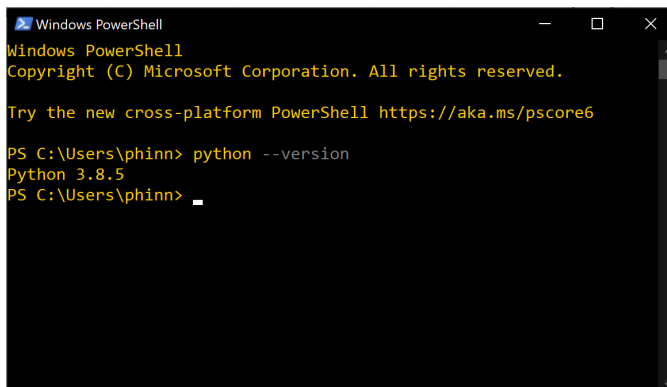 Windows PowerShell
Windows PowerShell
Copyright (C) Microsoft Corporation. All rights reserved.
Try the new cross-platform PowerShell https://aka.ms/pscore6
PS C:\Users\phinn> python --version
Python 3.8.5
PS C:\Users\phinn>